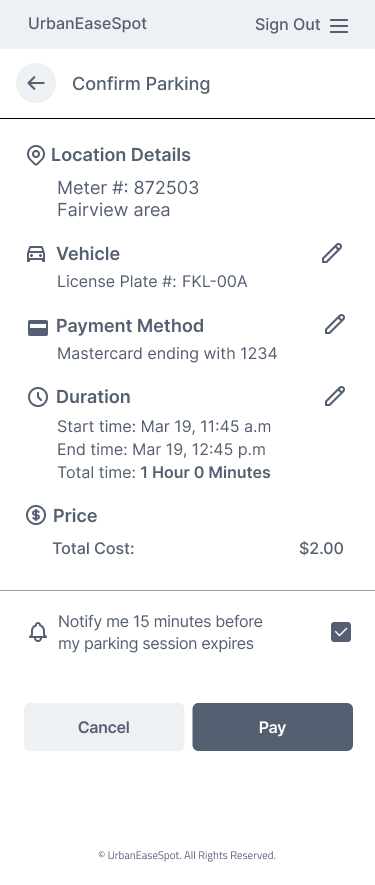 UrbanEaseSpot
Sign Out
Confirm Parking
Location Details
Meter #: 872503
Fairview area
Vehicle
License Plate #: FKL-00A
Payment Method
Mastercard ending with 1234
Duration
Start time: Mar 19, 11:45 a.m
End time: Mar 19, 12:45 p.m
Total time: 1 Hour 0 Minutes
Price
Total Cost: $2.00
Notify me 15 minutes before
my parking session expires
Cancel
Pay
© UrbanEaseSpot. All Rights Reserved.